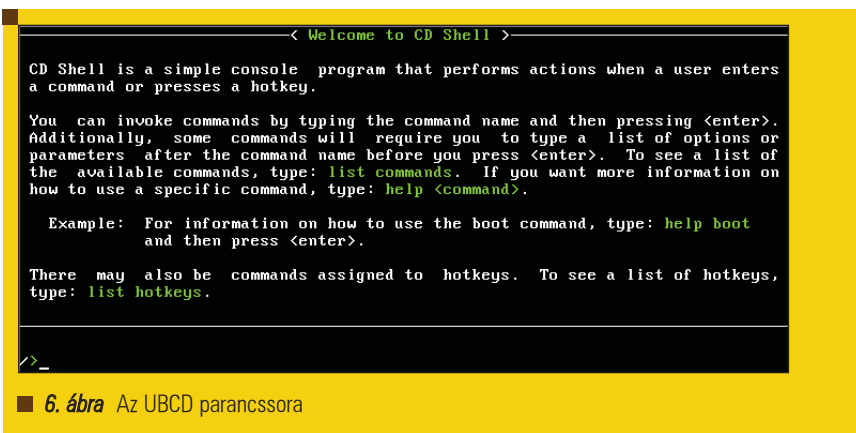 < Welcome to CD Shell >
CD Shell is a simple console program that performs actions when a user enters
a command or presses a hotkey.
You can invoke commands by typing the command name and then pressing <enter>.
Additionally, some commands will require you to type a list of options or
parameters after the command name before you press <enter>. To see a list of
the available commands, type: list commands. If you want more information on
how to use a specific command, type: help <command>.
Example: For information on how to use the boot command, type: help boot
and then press <enter>.
There may also be commands assigned to hotkeys. To see a list of hotkeys,
type: list hotkeys.
/>_
6. ábra Az UBCD parancssora